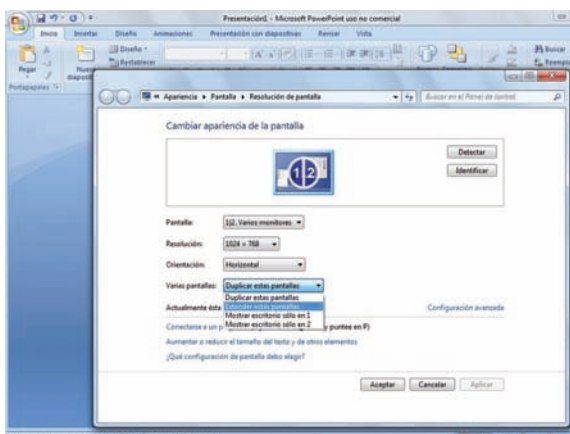 Presentación1 - Microsoft PowerPoint uso no comercial
Inicio Insertar Diseño Animaciones Presentación con diapositivas Revisar Vista
Pegar
Diseño
Restablecer
Buscar
Portapapeles
Apariencia Pantalla Resolución de pantalla
Buscar en el Panel de control
Cambiar apariencia de la pantalla
1|2
Detectar
Identificar
Pantalla: 1|2. Varios monitores
Resolución: 1024 × 768
Orientación: Horizontal
Varias pantallas: Duplicar estas pantallas
Duplicar estas pantallas
Extender estas pantallas
Mostrar escritorio sólo en 1
Mostrar escritorio sólo en 2
Actualmente
Configuración avanzada
Conectarse a un p y puntee en P)
Aumentar o reducir el tamaño del texto y de otros elementos
¿Qué configuración de pantalla debo elegir?
Aceptar Cancelar Aplicar